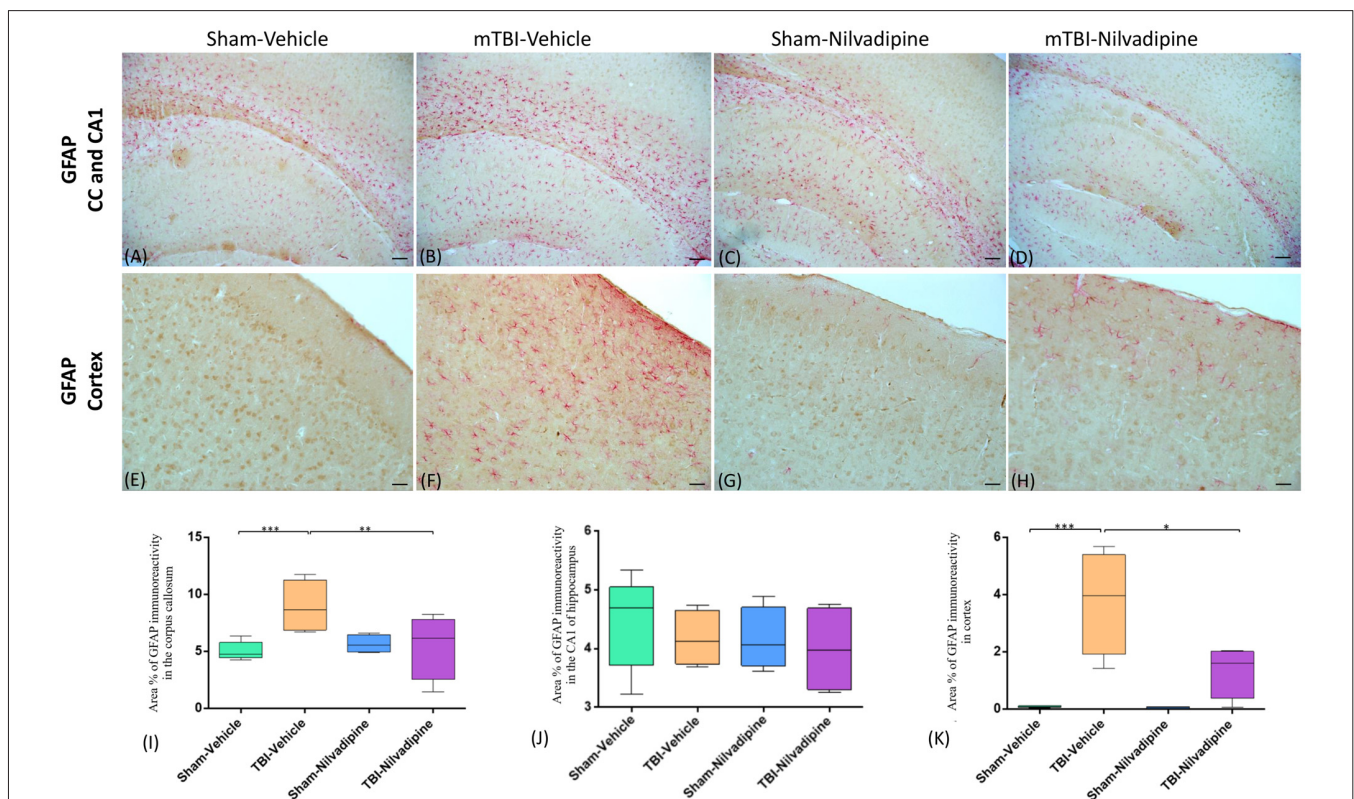 Sham-Vehicle mTBI-Vehicle Sham-Nilvadipine mTBI-Nilvadipine
GFAP
CC and CA1
(A) (B) (C) (D)
GFAP
Cortex
(E) (F) (G) (H)
*** **
Area % of GFAP immunoreactivity
in the corpus callosum
15
10
5
0
Sham-Vehicle
TBI-Vehicle
Sham-Nilvadipine
TBI-Nilvadipine
(I)
Area % of GFAP immunoreactivity
in the CA1 of hippocampus
6
5
4
3
Sham-Vehicle
TBI-Vehicle
Sham-Nilvadipine
TBI-Nilvadipine
(J)
*** *
Area % of GFAP immunoreactivity
in cortex
6
4
2
0
Sham-Vehicle
TBI-Vehicle
Sham-Nilvadipine
TBI-Nilvadipine
(K)